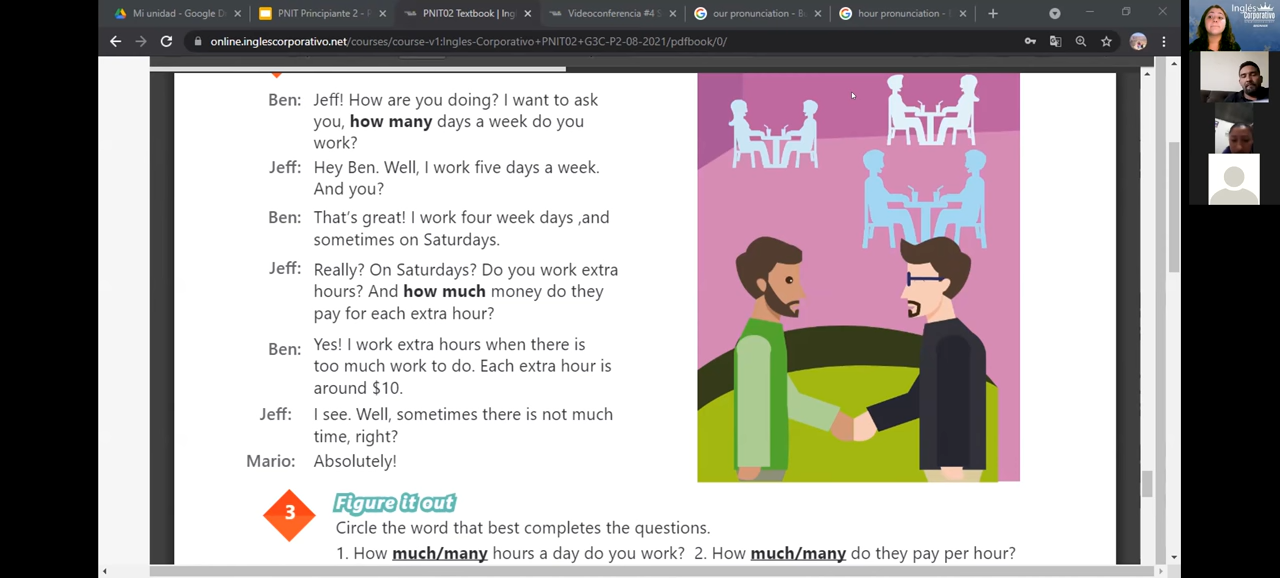 Mi unidad - Google D
PNIT Principiante 2 - P
PNIT02 Textbook | Ing
Videoconferencia #4 S
our pronunciation - B
hour pronunciation -
online.inglescorporativo.net/courses/course-v1:Ingles-Corporativo+PNIT02+G3C-P2-08-2021/pdfbook/0/
Inglés
Corporativo
Ben: Jeff! How are you doing? I want to ask
you, how many days a week do you
work?
Jeff: Hey Ben. Well, I work five days a week.
And you?
Ben: That's great! I work four week days ,and
sometimes on Saturdays.
Jeff: Really? On Saturdays? Do you work extra
hours? And how much money do they
pay for each extra hour?
Ben: Yes! I work extra hours when there is
too much work to do. Each extra hour is
around $10.
Jeff: I see. Well, sometimes there is not much
time, right?
Mario: Absolutely!
3 Figure it out
Circle the word that best completes the questions.
1. How much/many hours a day do you work? 2. How much/many do they pay per hour?